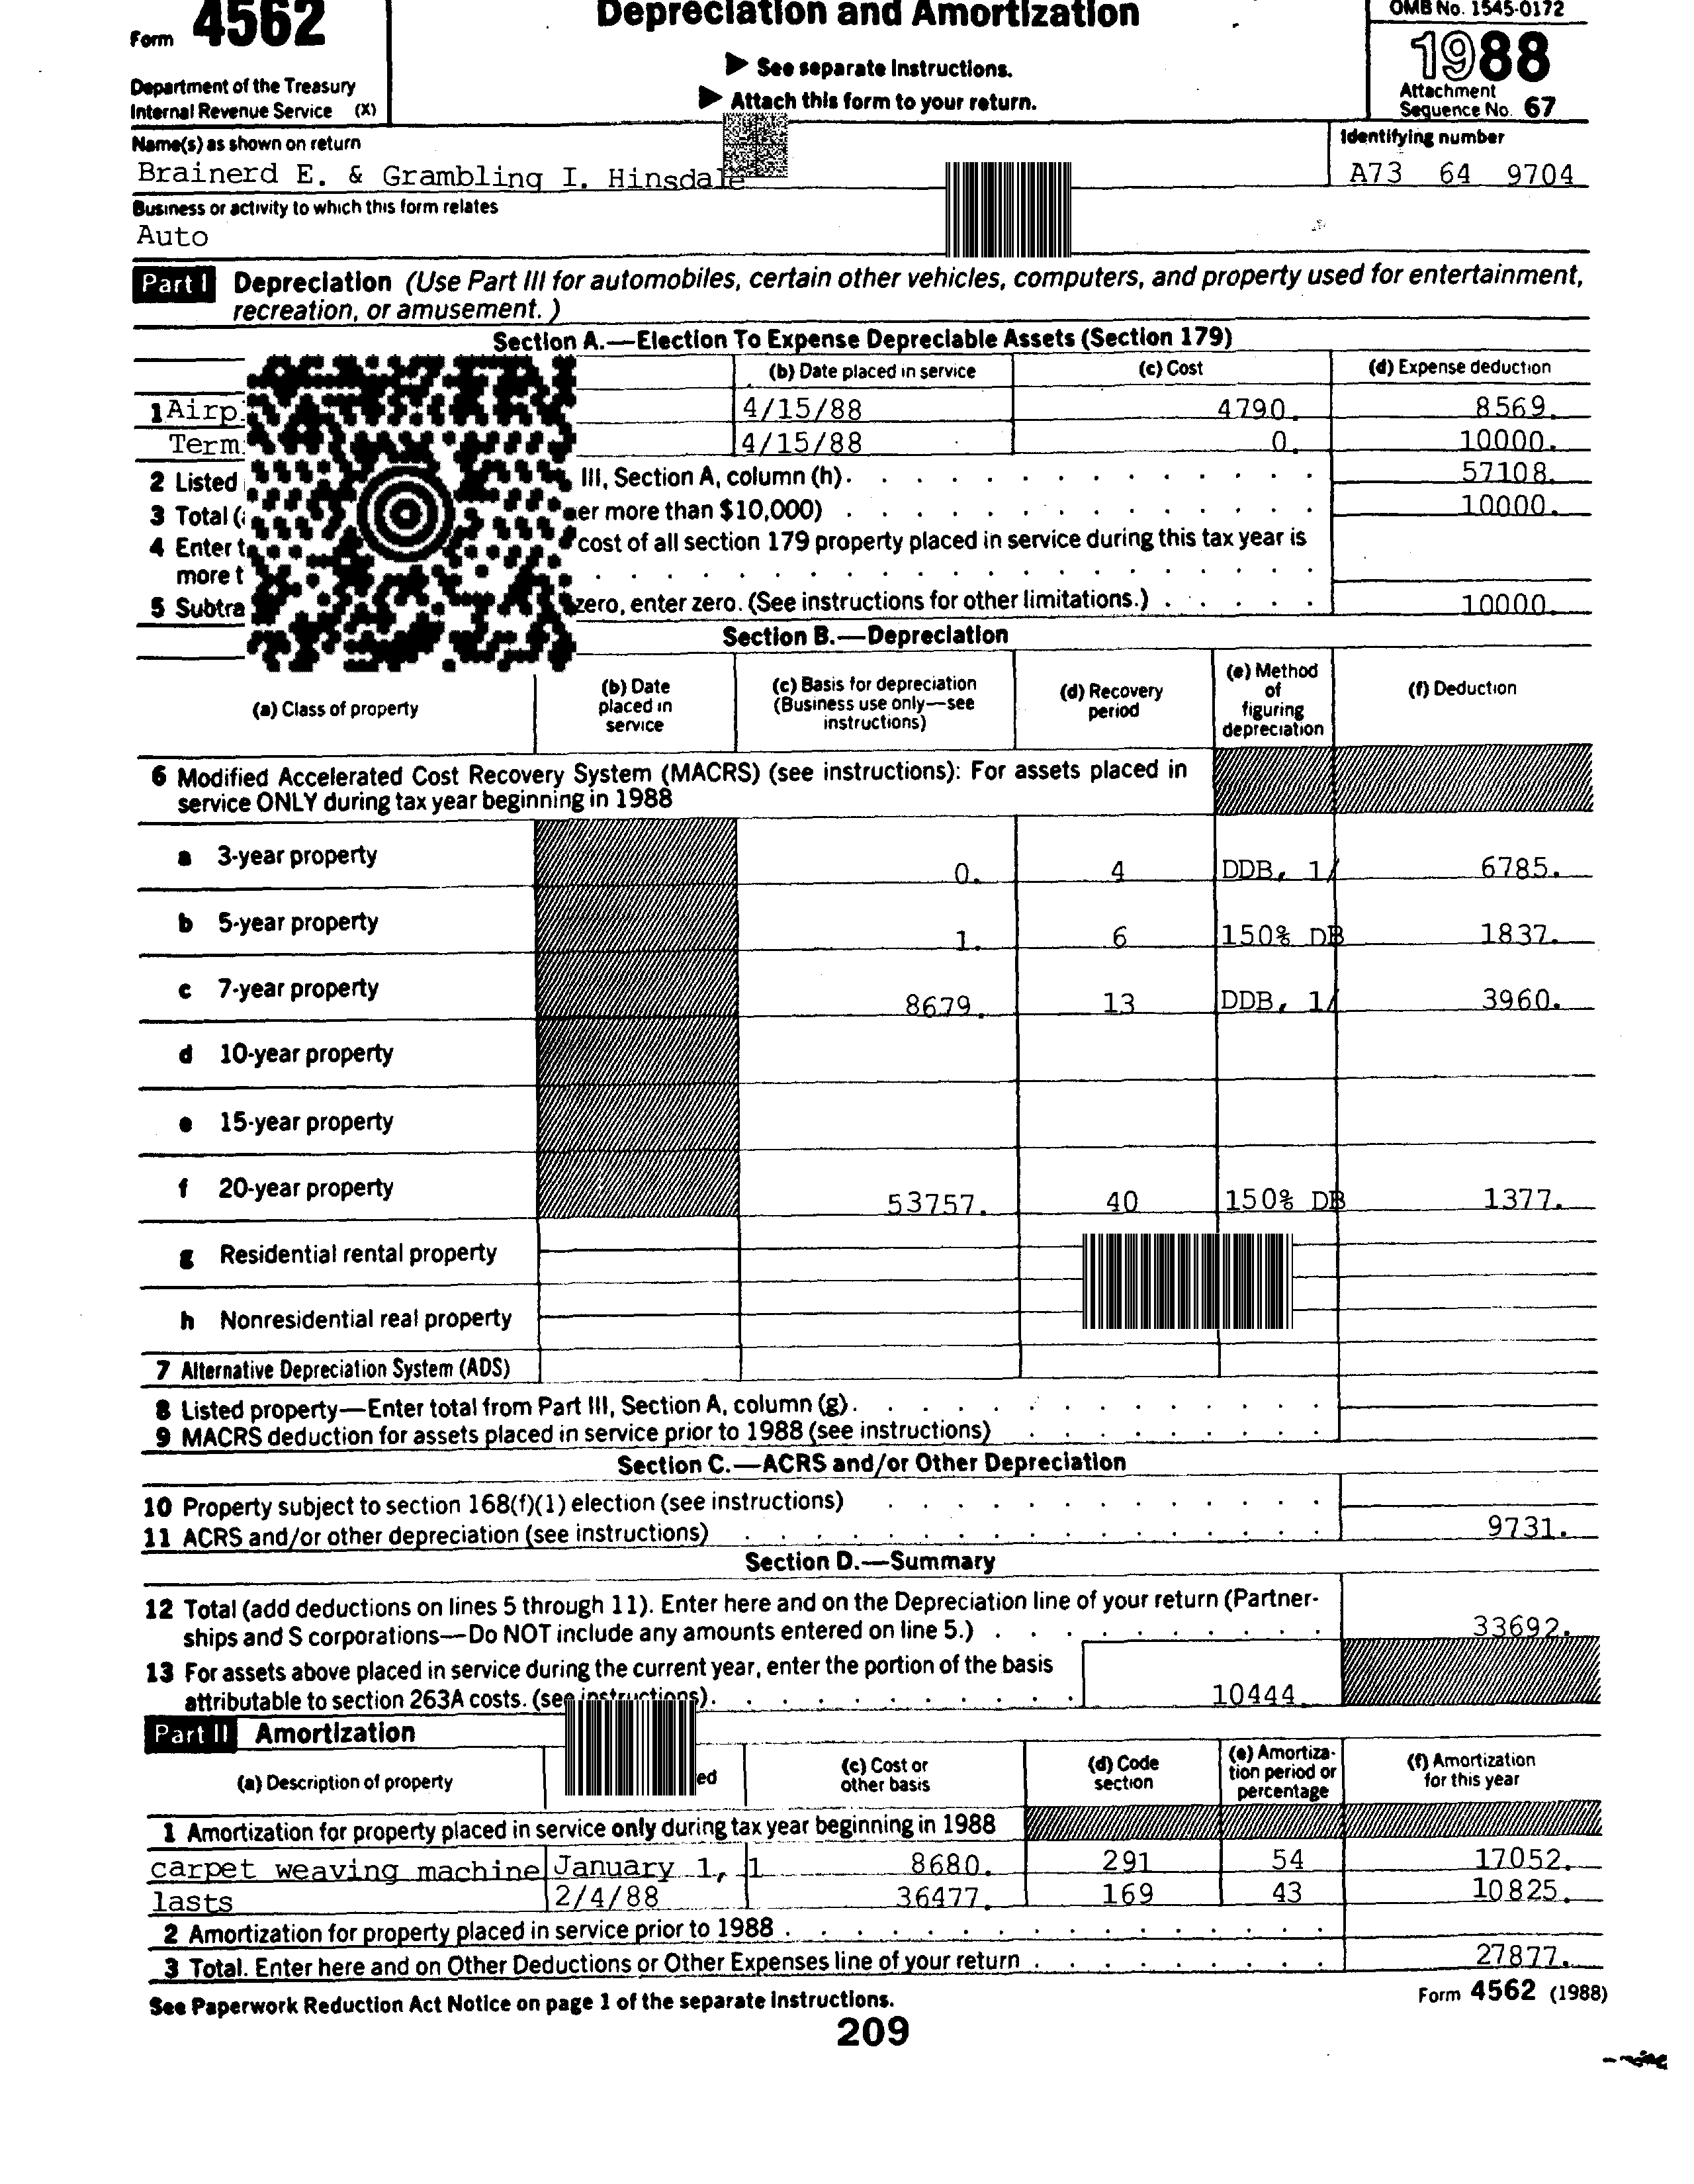 Form 4562
Depreciation and Amortization
OMB No. 1545-0172
1988
Department of the Treasury
Internal Revenue Service (X)
▶ See separate Instructions.
▶ Attach this form to your return.
Attachment
Sequence No. 67
Name(s) as shown on return
Identifying number
Brainerd E. & Grambling I. Hinsdale
A73 64 9704
Business or activity to which this form relates
Auto
Part I Depreciation (Use Part III for automobiles, certain other vehicles, computers, and property used for entertainment,
recreation, or amusement.)
Section A.—Election To Expense Depreciable Assets (Section 179)
(b) Date placed in service (c) Cost (d) Expense deduction
1 4/15/88 4790. 8569.
Term 4/15/88 0. 10000.
2 Listed III, Section A, column (h) 57108.
3 Total more than $10,000) 10000.
4 Enter cost of all section 179 property placed in service during this tax year is
more
5 zero, enter zero. (See instructions for other limitations.) 10000.
Section B.—Depreciation
(a) Class of property (b) Date placed in service (c) Basis for depreciation (Business use only—see instructions) (d) Recovery period (e) Method of figuring depreciation (f) Deduction
6 Modified Accelerated Cost Recovery System (MACRS) (see instructions): For assets placed in
service ONLY during tax year beginning in 1988
a 3-year property 0. 4 DDB, 1/ 6785.
b 5-year property 1. 6 150% DB 1837.
c 7-year property 8679. 13 DDB, 1/ 3960.
d 10-year property
e 15-year property
f 20-year property 53757. 40 150% DB 1377.
g Residential rental property
h Nonresidential real property
7 Alternative Depreciation System (ADS)
8 Listed property—Enter total from Part III, Section A, column (g)
9 MACRS deduction for assets placed in service prior to 1988 (see instructions)
Section C.—ACRS and/or Other Depreciation
10 Property subject to section 168(f)(1) election (see instructions)
11 ACRS and/or other depreciation (see instructions) 9731.
Section D.—Summary
12 Total (add deductions on lines 5 through 11). Enter here and on the Depreciation line of your return (Partner-
ships and S corporations—Do NOT include any amounts entered on line 5.) 33692.
13 For assets above placed in service during the current year, enter the portion of the basis
attributable to section 263A costs. (see instructions) 10444.
Part II Amortization
(a) Description of property (c) Cost or other basis (d) Code section (e) Amortiza-tion period or percentage (f) Amortization for this year
1 Amortization for property placed in service only during tax year beginning in 1988
carpet weaving machine January 1, 1 8680. 291 54 17052.
lasts 2/4/88 36477. 169 43 10825.
2 Amortization for property placed in service prior to 1988
3 Total. Enter here and on Other Deductions or Other Expenses line of your return 27877.
See Paperwork Reduction Act Notice on page 1 of the separate Instructions.
Form 4562 (1988)
209